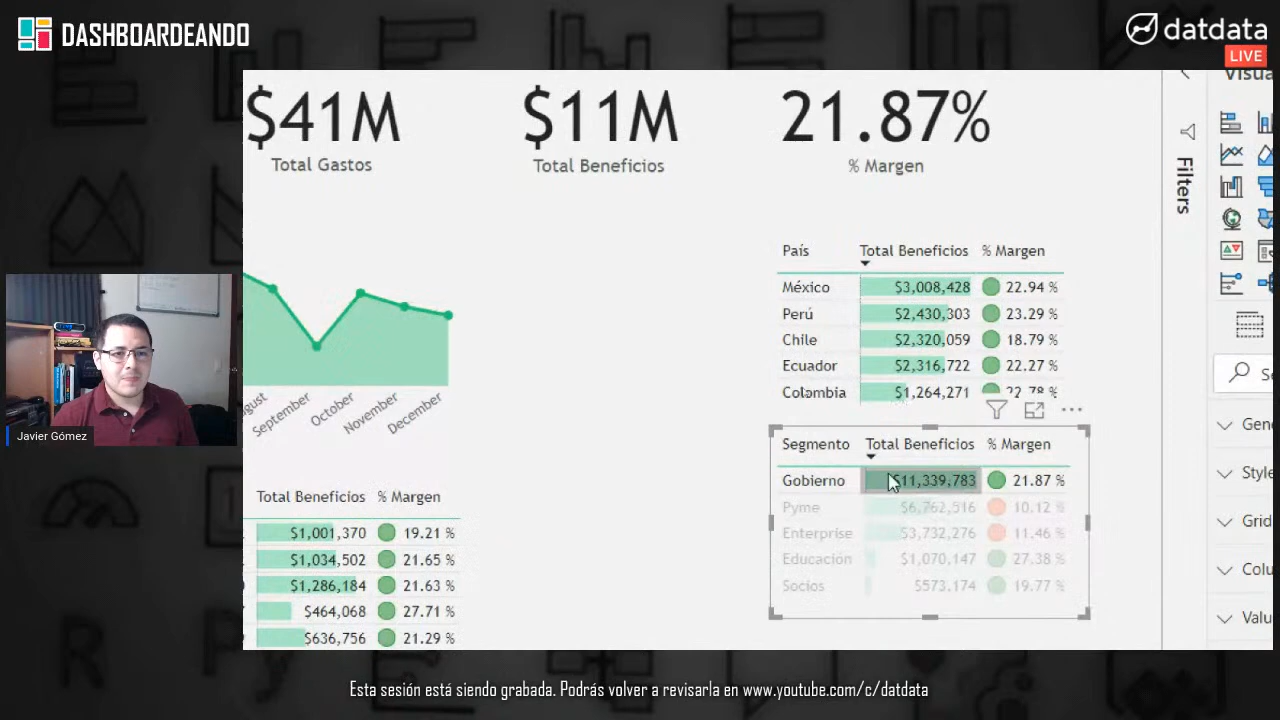 DASHBOARDEANDO
datdata
LIVE
$41M
Total Gastos
$11M
Total Beneficios
21.87%
% Margen
Filters
País Total Beneficios % Margen
México $3,008,428 22.94 %
Perú $2,430,303 23.29 %
Chile $2,320,059 18.79 %
Ecuador $2,316,722 22.27 %
Colombia $1,264,271 22.78 %
September
October
November
December
Segmento Total Beneficios % Margen
Gobierno $11,339,783 21.87 %
Pyme $6,762,516 10.12 %
Enterprise $3,732,276 11.46 %
Educación $1,070,147 27.38 %
Socios $573,174 19.77 %
Total Beneficios % Margen
$1,001,370 19.21 %
$1,034,502 21.65 %
$1,286,184 21.63 %
$464,068 27.71 %
$636,756 21.29 %
Style
Grid
Javier Gómez
Esta sesión está siendo grabada. Podrás volver a revisarla en www.youtube.com/c/datdata